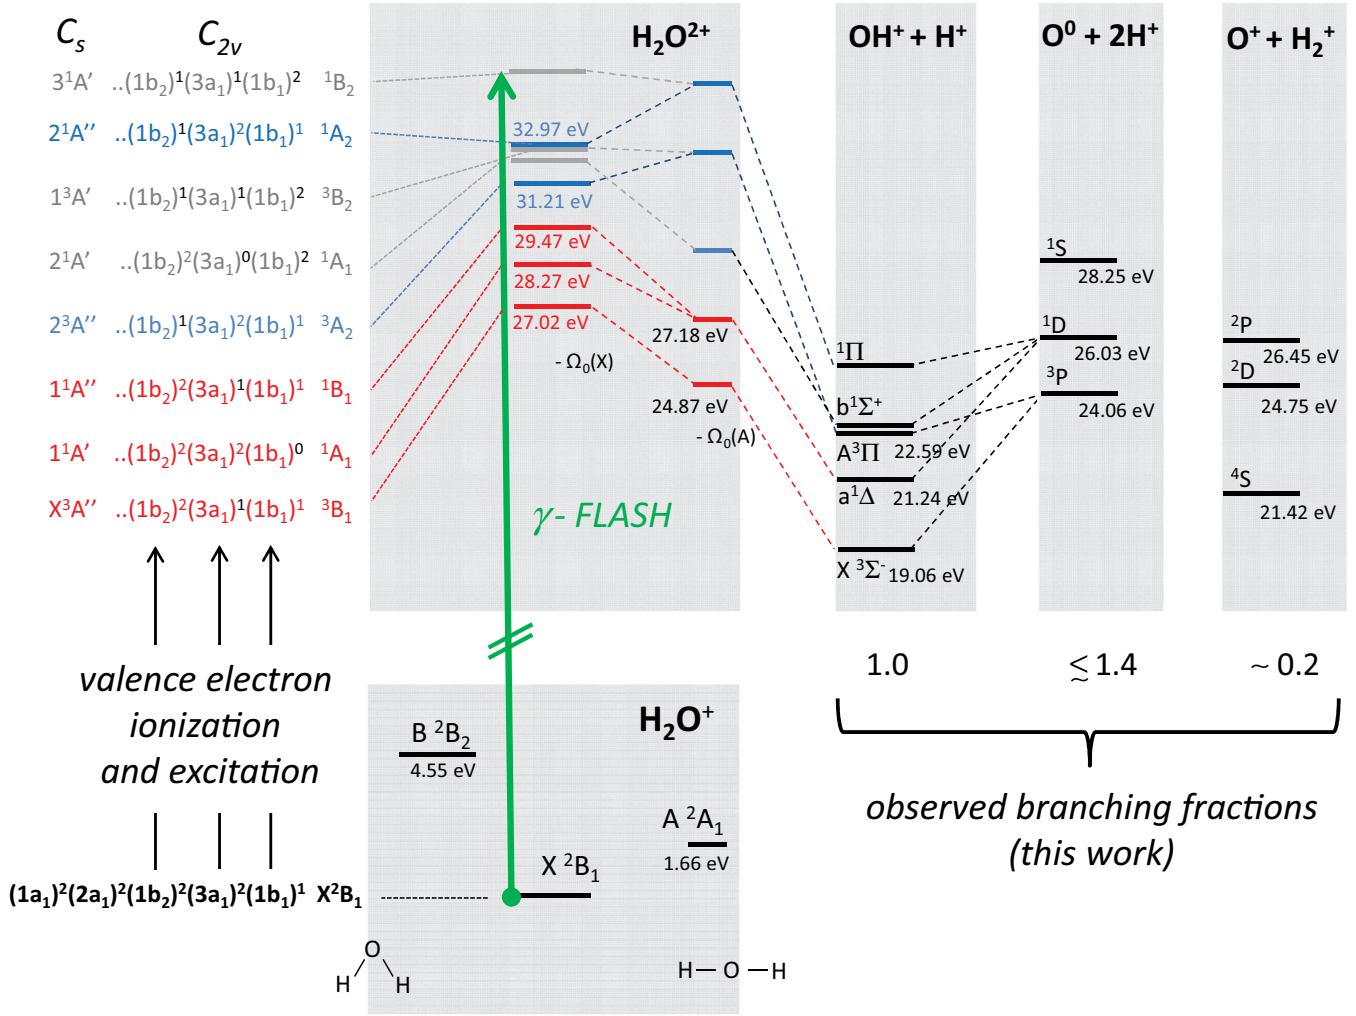 Cₛ C₂ᵥ H₂O²⁺ OH⁺ + H⁺ O⁰ + 2H⁺ O⁺ + H₂⁺
3¹A' ..(1b₂)¹(3a₁)¹(1b₁)² ¹B₂
2¹A'' ..(1b₂)¹(3a₁)²(1b₁)¹ ¹A₂
1³A' ..(1b₂)¹(3a₁)¹(1b₁)² ³B₂
2¹A' ..(1b₂)²(3a₁)⁰(1b₁)² ¹A₁
2³A'' ..(1b₂)¹(3a₁)²(1b₁)¹ ³A₂
1¹A'' ..(1b₂)²(3a₁)¹(1b₁)¹ ¹B₁
1¹A' ..(1b₂)²(3a₁)²(1b₁)⁰ ¹A₁
X³A'' ..(1b₂)²(3a₁)¹(1b₁)¹ ³B₁
32.97 eV
31.21 eV
29.47 eV
28.27 eV
27.02 eV
- Ω₀(X)
27.18 eV
24.87 eV
- Ω₀(A)
γ- FLASH
¹Π
b¹Σ⁺
A³Π 22.59 eV
a¹Δ 21.24 eV
X ³Σ⁻ 19.06 eV
¹S
28.25 eV
¹D
26.03 eV
³P
24.06 eV
²P
26.45 eV
²D
24.75 eV
⁴S
21.42 eV
1.0 ≲ 1.4 ~ 0.2
observed branching fractions
(this work)
valence electron
ionization
and excitation
(1a₁)²(2a₁)²(1b₂)²(3a₁)²(1b₁)¹ X²B₁
H₂O⁺
B ²B₂
4.55 eV
A ²A₁
1.66 eV
X ²B₁
O
H H
H O H